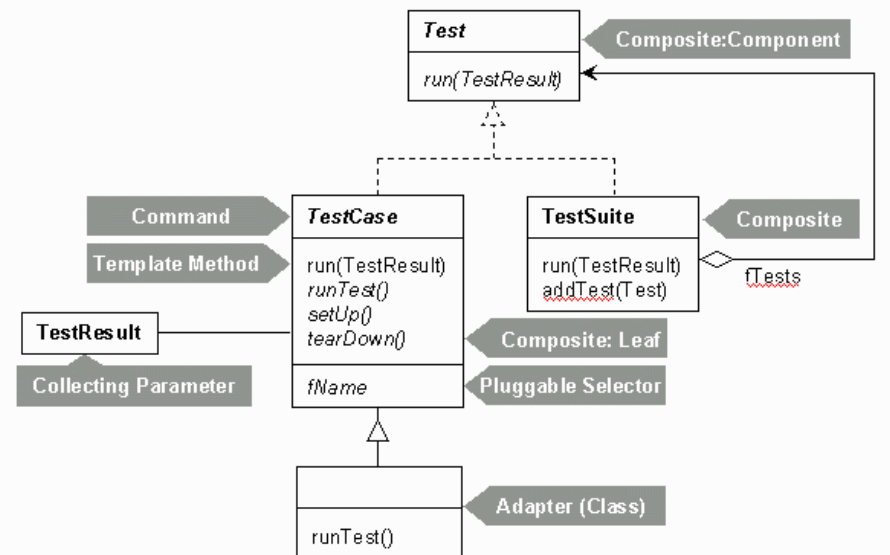 Test
Composite:Component
run(TestResult)
Command
TestCase
TestSuite
Composite
Template Method
run(TestResult)
runTest()
setUp()
tearDown()
run(TestResult)
addTest(Test)
fTests
TestResult
Composite: Leaf
Collecting Parameter
fName
Pluggable Selector
Adapter (Class)
runTest()